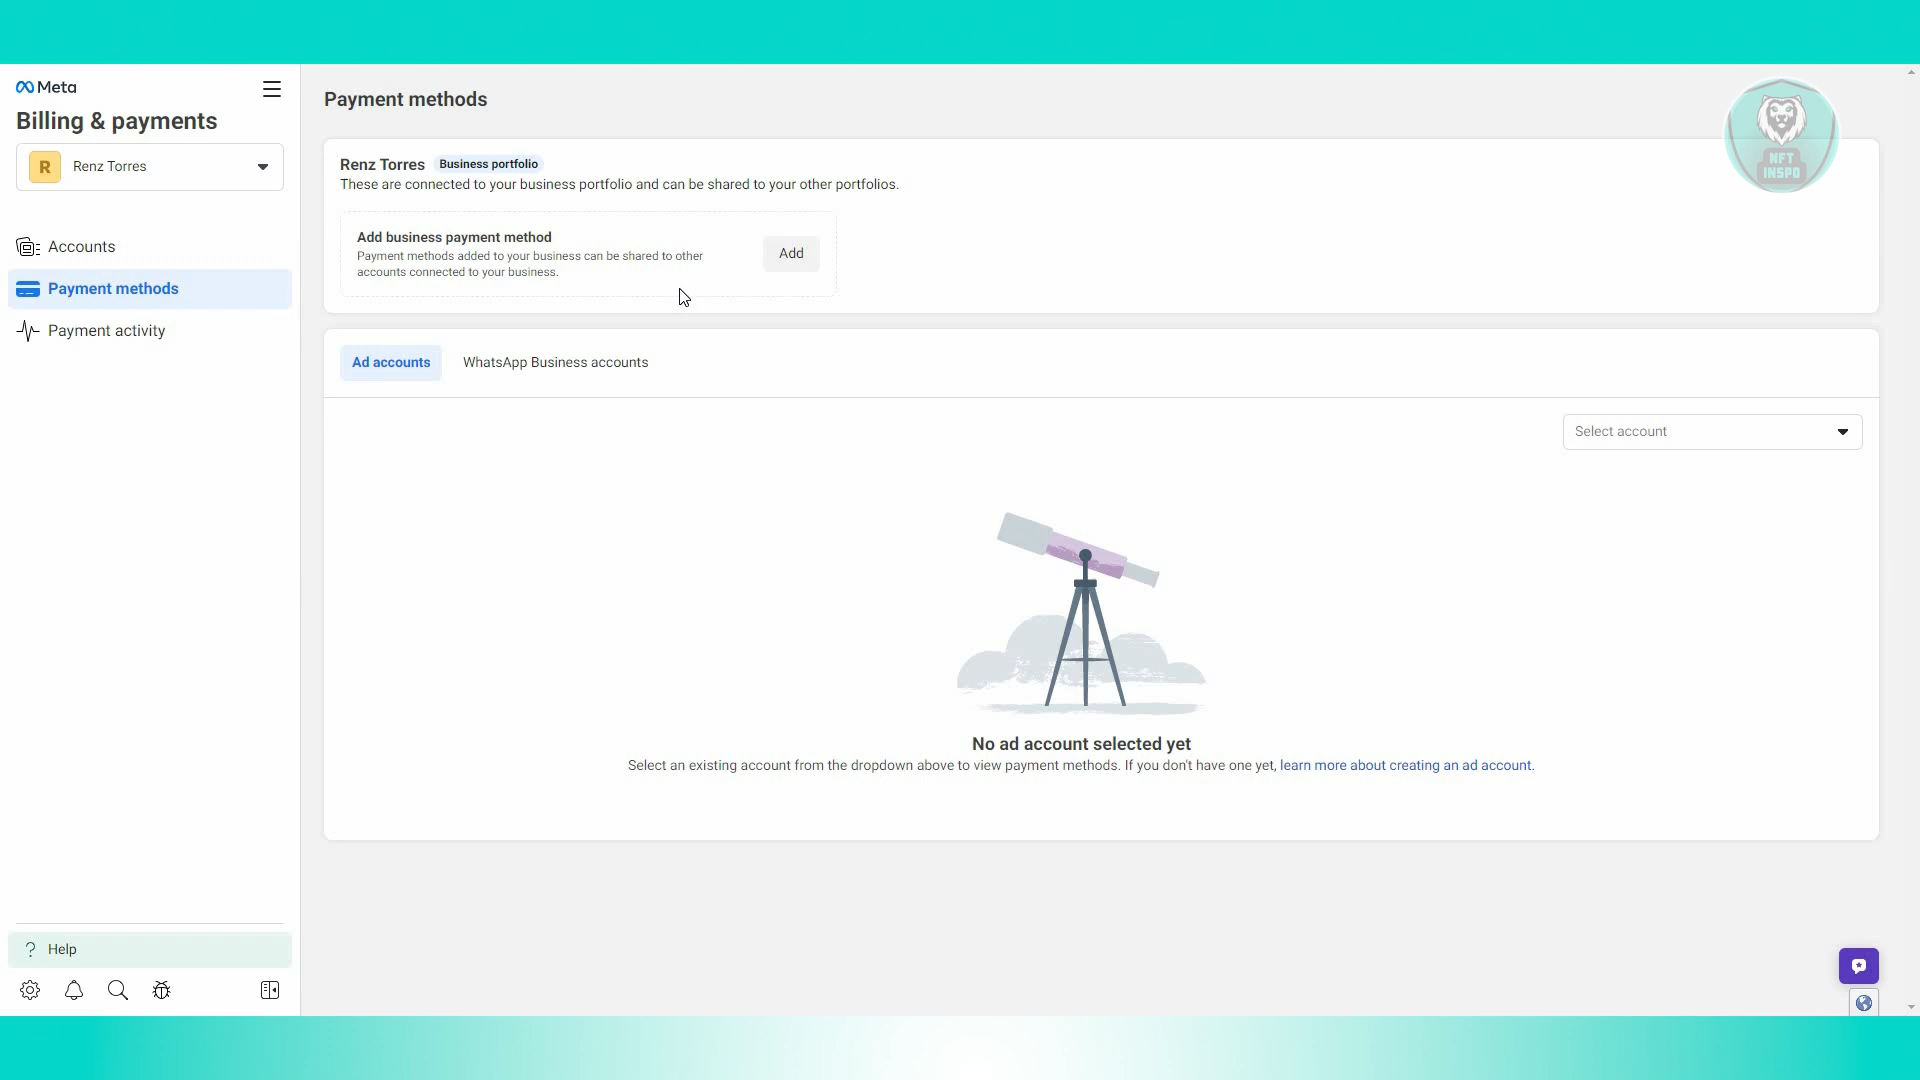 Meta
Billing & payments
R
Renz Torres
Accounts
Payment methods
Payment activity
? Help
Payment methods
Renz Torres Business portfolio
These are connected to your business portfolio and can be shared to your other portfolios.
Add business payment method
Payment methods added to your business can be shared to other
accounts connected to your business.
Add
NFT
INSPO
Ad accounts WhatsApp Business accounts
Select account
No ad account selected yet
Select an existing account from the dropdown above to view payment methods. If you don't have one yet, learn more about creating an ad account.